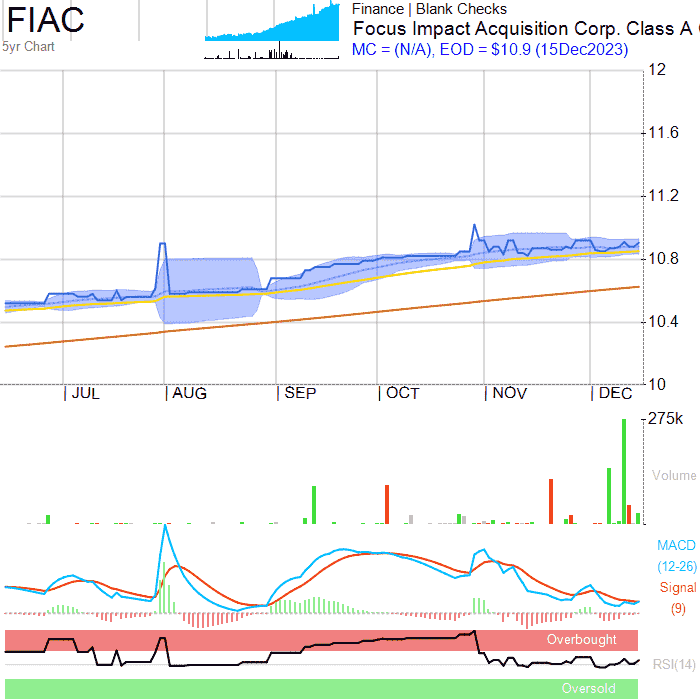 FIAC
5yr Chart
Finance | Blank Checks
Focus Impact Acquisition Corp. Class A
MC = (N/A), EOD = $10.9 (15Dec2023)
12
11.6
11.2
10.8
10.4
10
JUL AUG SEP OCT NOV DEC
275k
Volume
MACD
(12-26)
Signal
(9)
Overbought
RSI(14)
Oversold